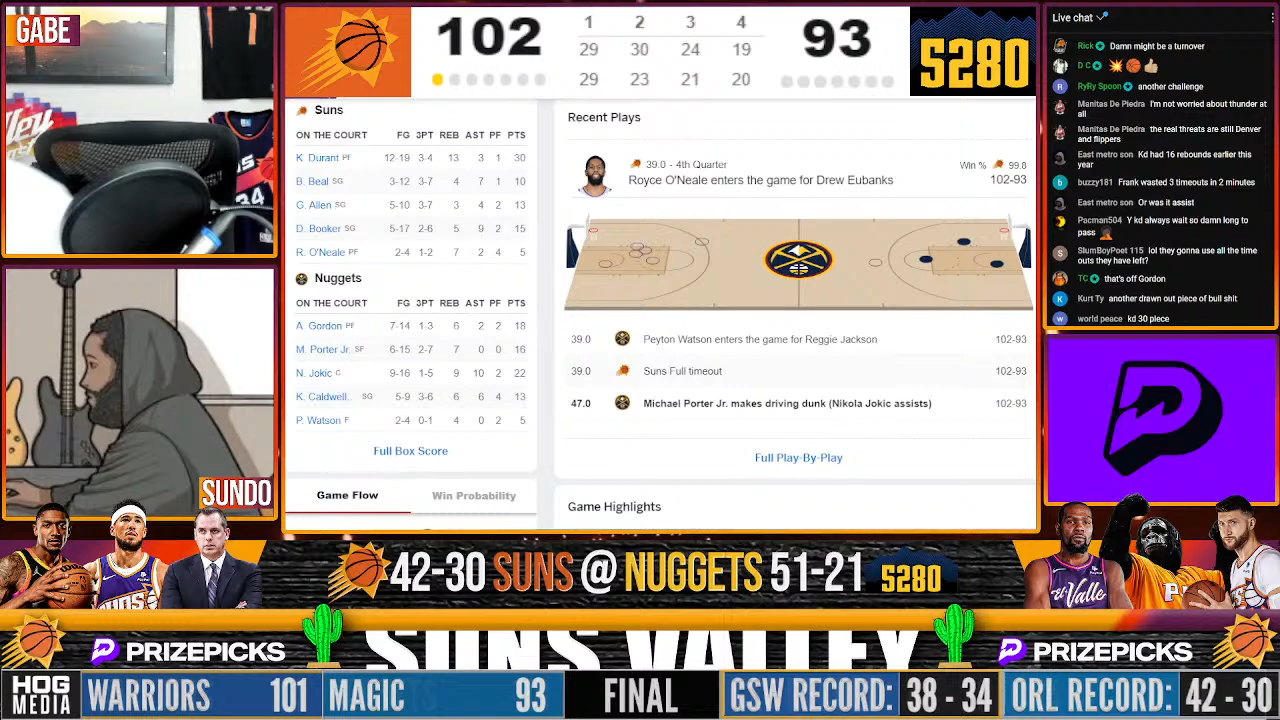 GABE
102
1 2 3 4
29 30 24 19
29 23 21 20
93
5280
Suns
ON THE COURT FG 3PT REB AST PF PTS
K. Durant PF 12-19 3-4 13 3 1 30
B. Beal SG 3-12 3-7 4 7 1 10
G. Allen SG 5-10 3-7 3 4 2 13
D. Booker SG 5-17 2-6 5 9 2 15
R. O'Neale PF 2-4 1-2 7 2 4 5
Nuggets
ON THE COURT FG 3PT REB AST PF PTS
A. Gordon PF 7-14 1-3 6 2 2 18
M. Porter Jr. SF 6-15 2-7 7 0 0 16
N. Jokic C 9-16 1-5 9 10 2 22
K. Caldwell... SG 5-9 3-6 6 6 4 13
P. Watson F 2-4 0-1 4 0 2 5
Full Box Score
Game Flow Win Probability
Recent Plays
39.0 - 4th Quarter Win % 99.8
Royce O'Neale enters the game for Drew Eubanks 102-93
39.0 Peyton Watson enters the game for Reggie Jackson 102-93
39.0 Suns Full timeout 102-93
47.0 Michael Porter Jr. makes driving dunk (Nikola Jokic assists) 102-93
Full Play-By-Play
Game Highlights
Live chat
Rick Damn might be a turnover
D C 💥🏀👍🏼
RyRy Spoon another challenge
Manitas De Piedra I'm not worried about thunder at
all
Manitas De Piedra the real threats are still Denver
and flippers
East metro son Kd had 16 rebounds earlier this
year
buzzy181 Frank wasted 3 timeouts in 2 minutes
East metro son Or was it assist
Pacman504 Y kd always wait so damn long to
pass
SlumBoyPoet 115 lol they gonna use all the time
outs they have left?
TC that's off Gordon
Kurt Ty another drawn out piece of bull shit
world peace kd 30 piece
SUNDO
42-30 SUNS @ NUGGETS 51-21 5280
PRIZEPICKS SUNS VALLEY PRIZEPICKS
HOG
MEDIA
WARRIORS 101 MAGIC 93 FINAL GSW RECORD: 38 - 34 ORL RECORD: 42 - 30